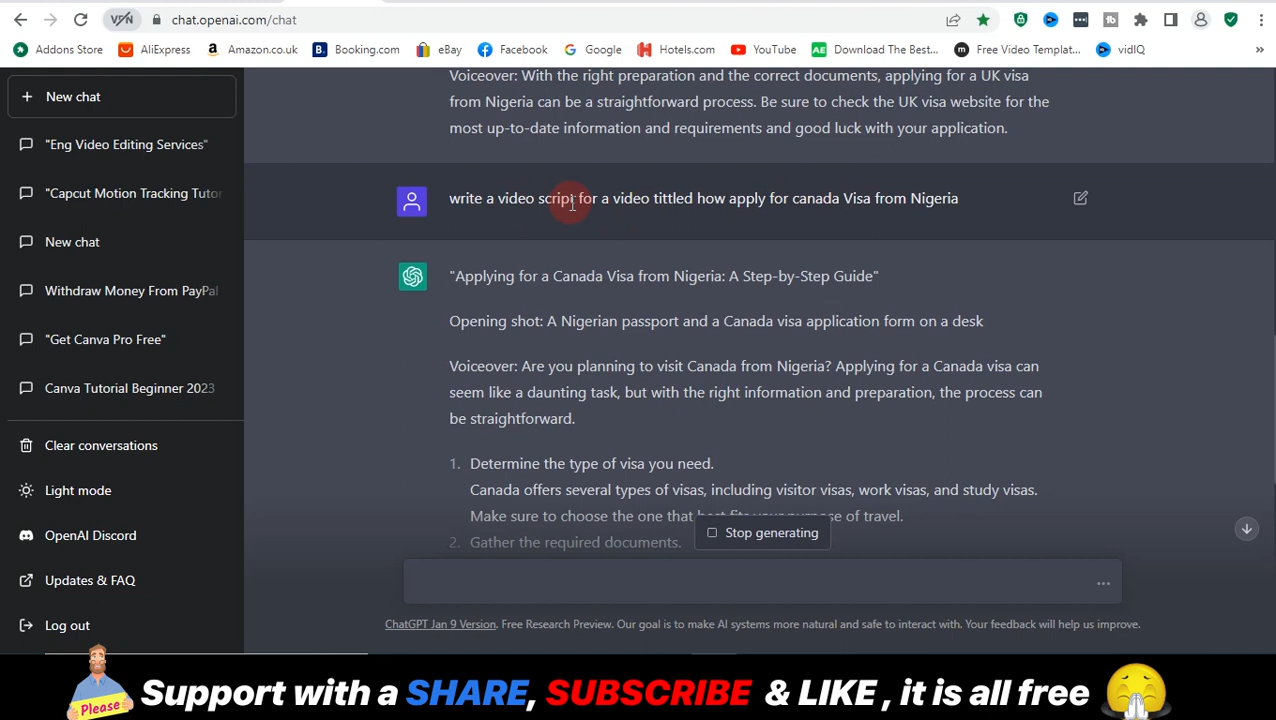 chat.openai.com/chat
Addons Store
AliExpress
Amazon.co.uk
Booking.com
eBay
Facebook
Google
Hotels.com
YouTube
Download The Best...
Free Video Templat...
vidIQ
»
New chat
"Eng Video Editing Services"
"Capcut Motion Tracking Tutor
New chat
Withdraw Money From PayPal
"Get Canva Pro Free"
Canva Tutorial Beginner 2023
Clear conversations
Light mode
OpenAI Discord
Updates & FAQ
Log out
Voiceover: With the right preparation and the correct documents, applying for a UK visa
from Nigeria can be a straightforward process. Be sure to check the UK visa website for the
most up-to-date information and requirements and good luck with your application.
write a video script for a video tittled how apply for canada Visa from Nigeria
"Applying for a Canada Visa from Nigeria: A Step-by-Step Guide"
Opening shot: A Nigerian passport and a Canada visa application form on a desk
Voiceover: Are you planning to visit Canada from Nigeria? Applying for a Canada visa can
seem like a daunting task, but with the right information and preparation, the process can
be straightforward.
1. Determine the type of visa you need.
Canada offers several types of visas, including visitor visas, work visas, and study visas.
Make sure to choose the one that best fits your purpose of travel.
2. Gather the required documents.
Stop generating
ChatGPT Jan 9 Version. Free Research Preview. Our goal is to make AI systems more natural and safe to interact with. Your feedback will help us improve.
Please
Support with a SHARE, SUBSCRIBE & LIKE , it is all free